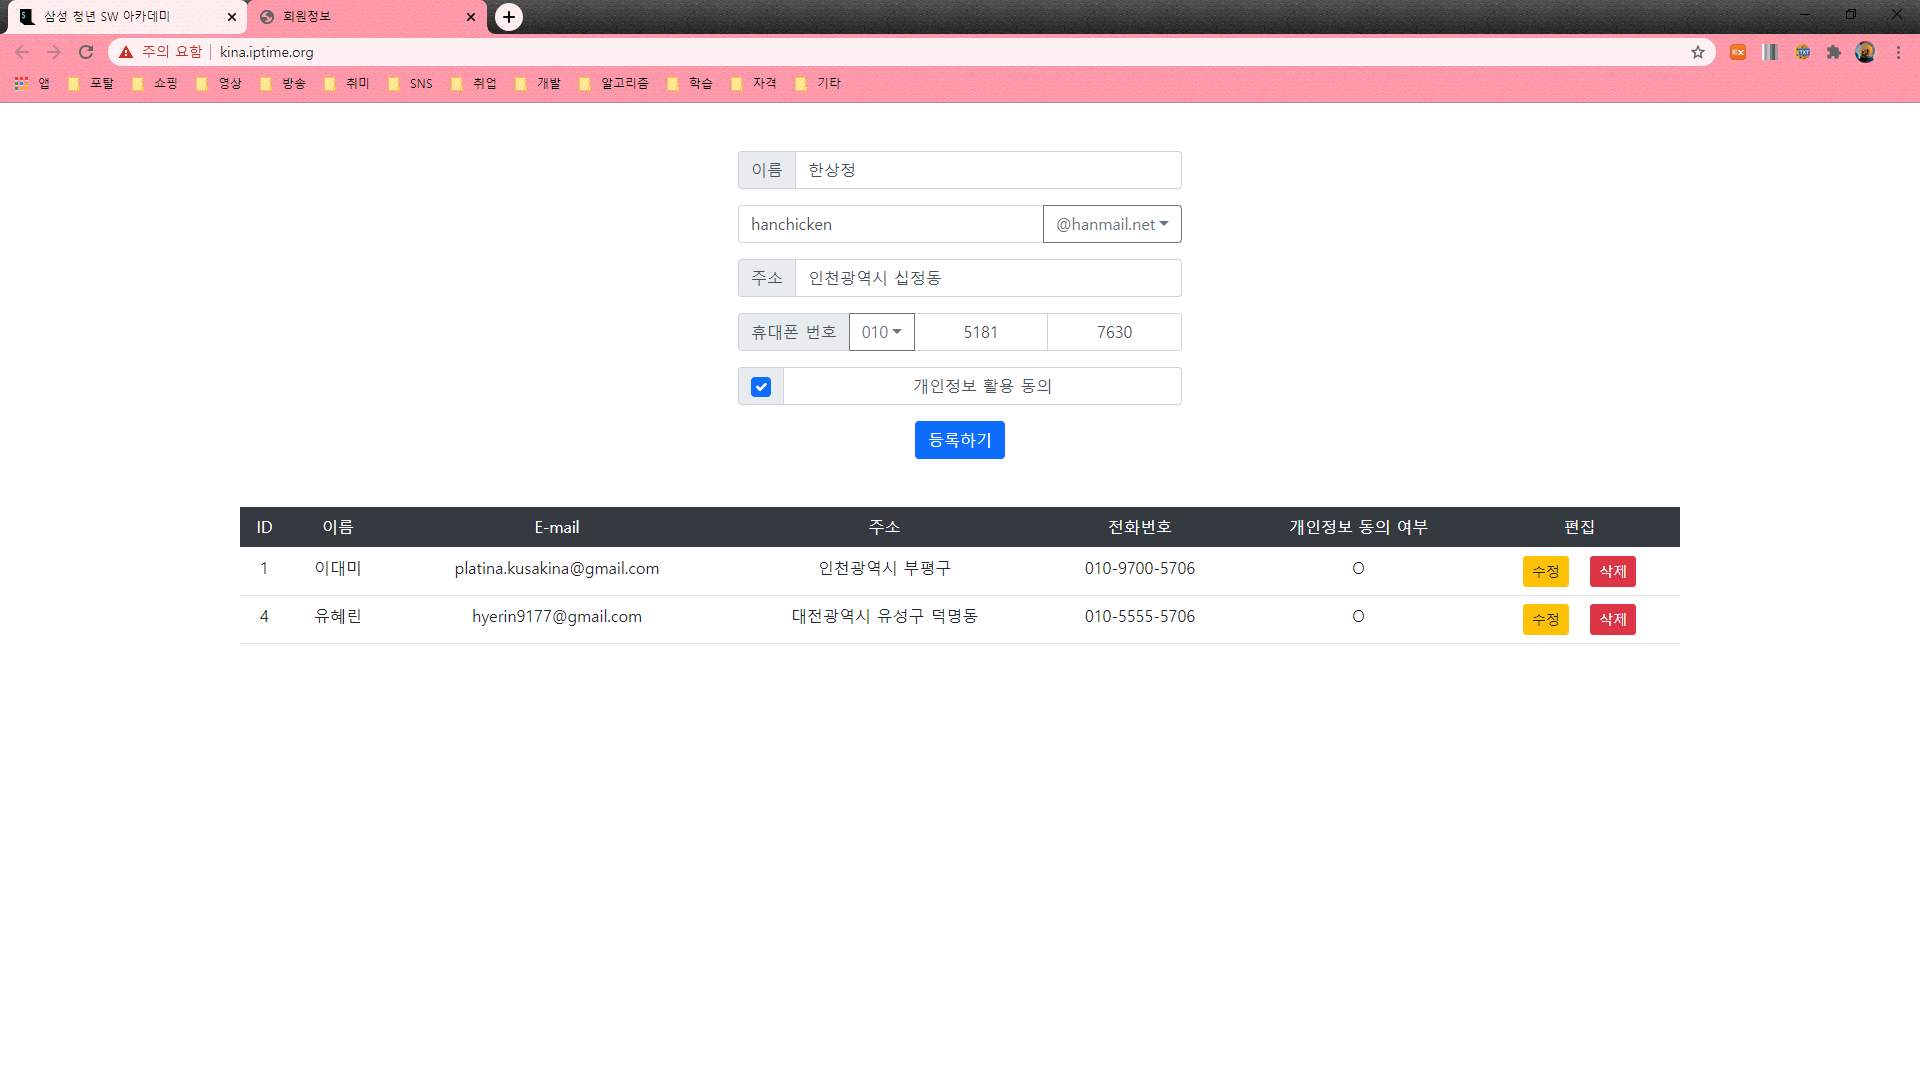 삼성 청년 SW 아카데미
회원정보
주의 요함 kina.iptime.org
앱 포탈 쇼핑 영상 방송 취미 SNS 취업 개발 알고리즘 학습 자격 기타
이름 한상정
hanchicken @hanmail.net
주소 인천광역시 십정동
휴대폰 번호 010 5181 7630
개인정보 활용 동의
등록하기
ID 이름 E-mail 주소 전화번호 개인정보 동의 여부 편집
1 이대미 platina.kusakina@gmail.com 인천광역시 부평구 010-9700-5706 O 수정 삭제
4 유혜린 hyerin9177@gmail.com 대전광역시 유성구 덕명동 010-5555-5706 O 수정 삭제